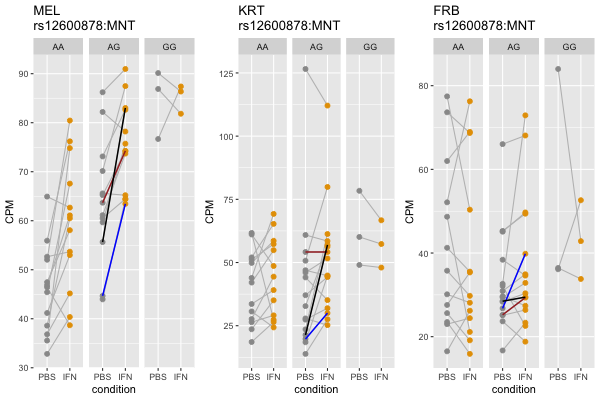 MEL
rs12600878:MNT
AA AG GG
CPM
90
80
70
60
50
40
30
PBS IFN PBS IFN PBS IFN
condition
KRT
rs12600878:MNT
AA AG GG
CPM
125
100
75
50
25
PBS IFN PBS IFN PBS IFN
condition
FRB
rs12600878:MNT
AA AG GG
CPM
80
60
40
20
PBS IFN PBS IFN PBS IFN
condition